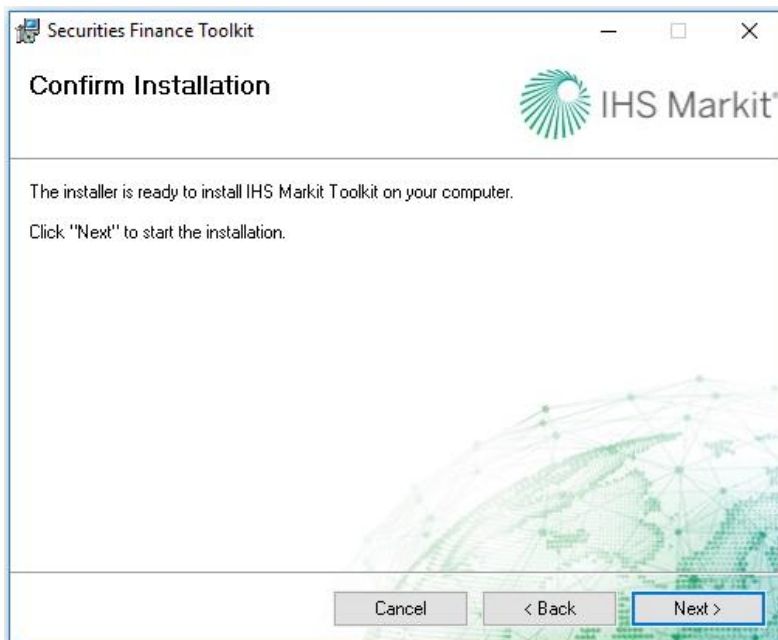 Securities Finance Toolkit
Confirm Installation
IHS Markit®
The installer is ready to install IHS Markit Toolkit on your computer.
Click "Next" to start the installation.
Cancel
< Back
Next >